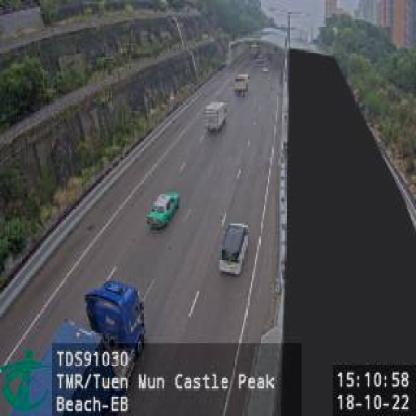 TDS91030
TMR/Tuen Mun Castle Peak
Beach-EB
15:10:58
18-10-22